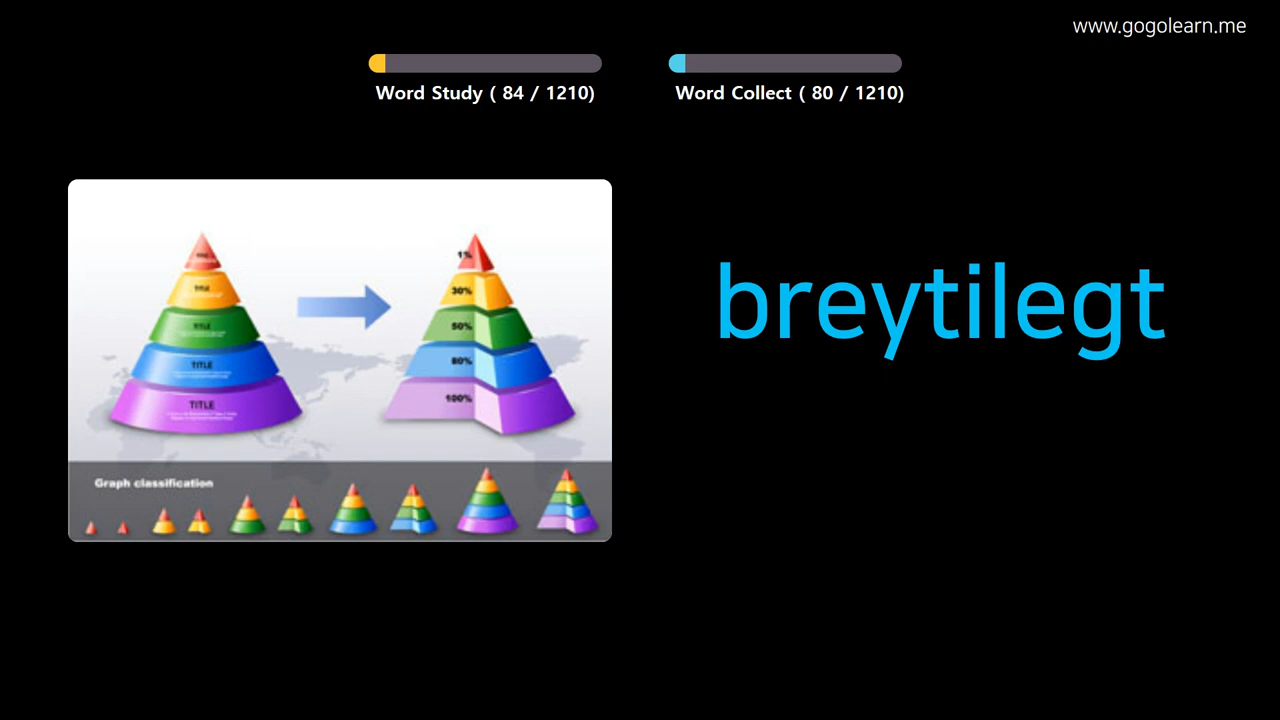 www.gogolearn.me
Word Study ( 84 / 1210)
Word Collect ( 80 / 1210)
breytilegt
TITLE
TITLE
TITLE
TITLE
1%
30%
50%
80%
100%
Graph classification